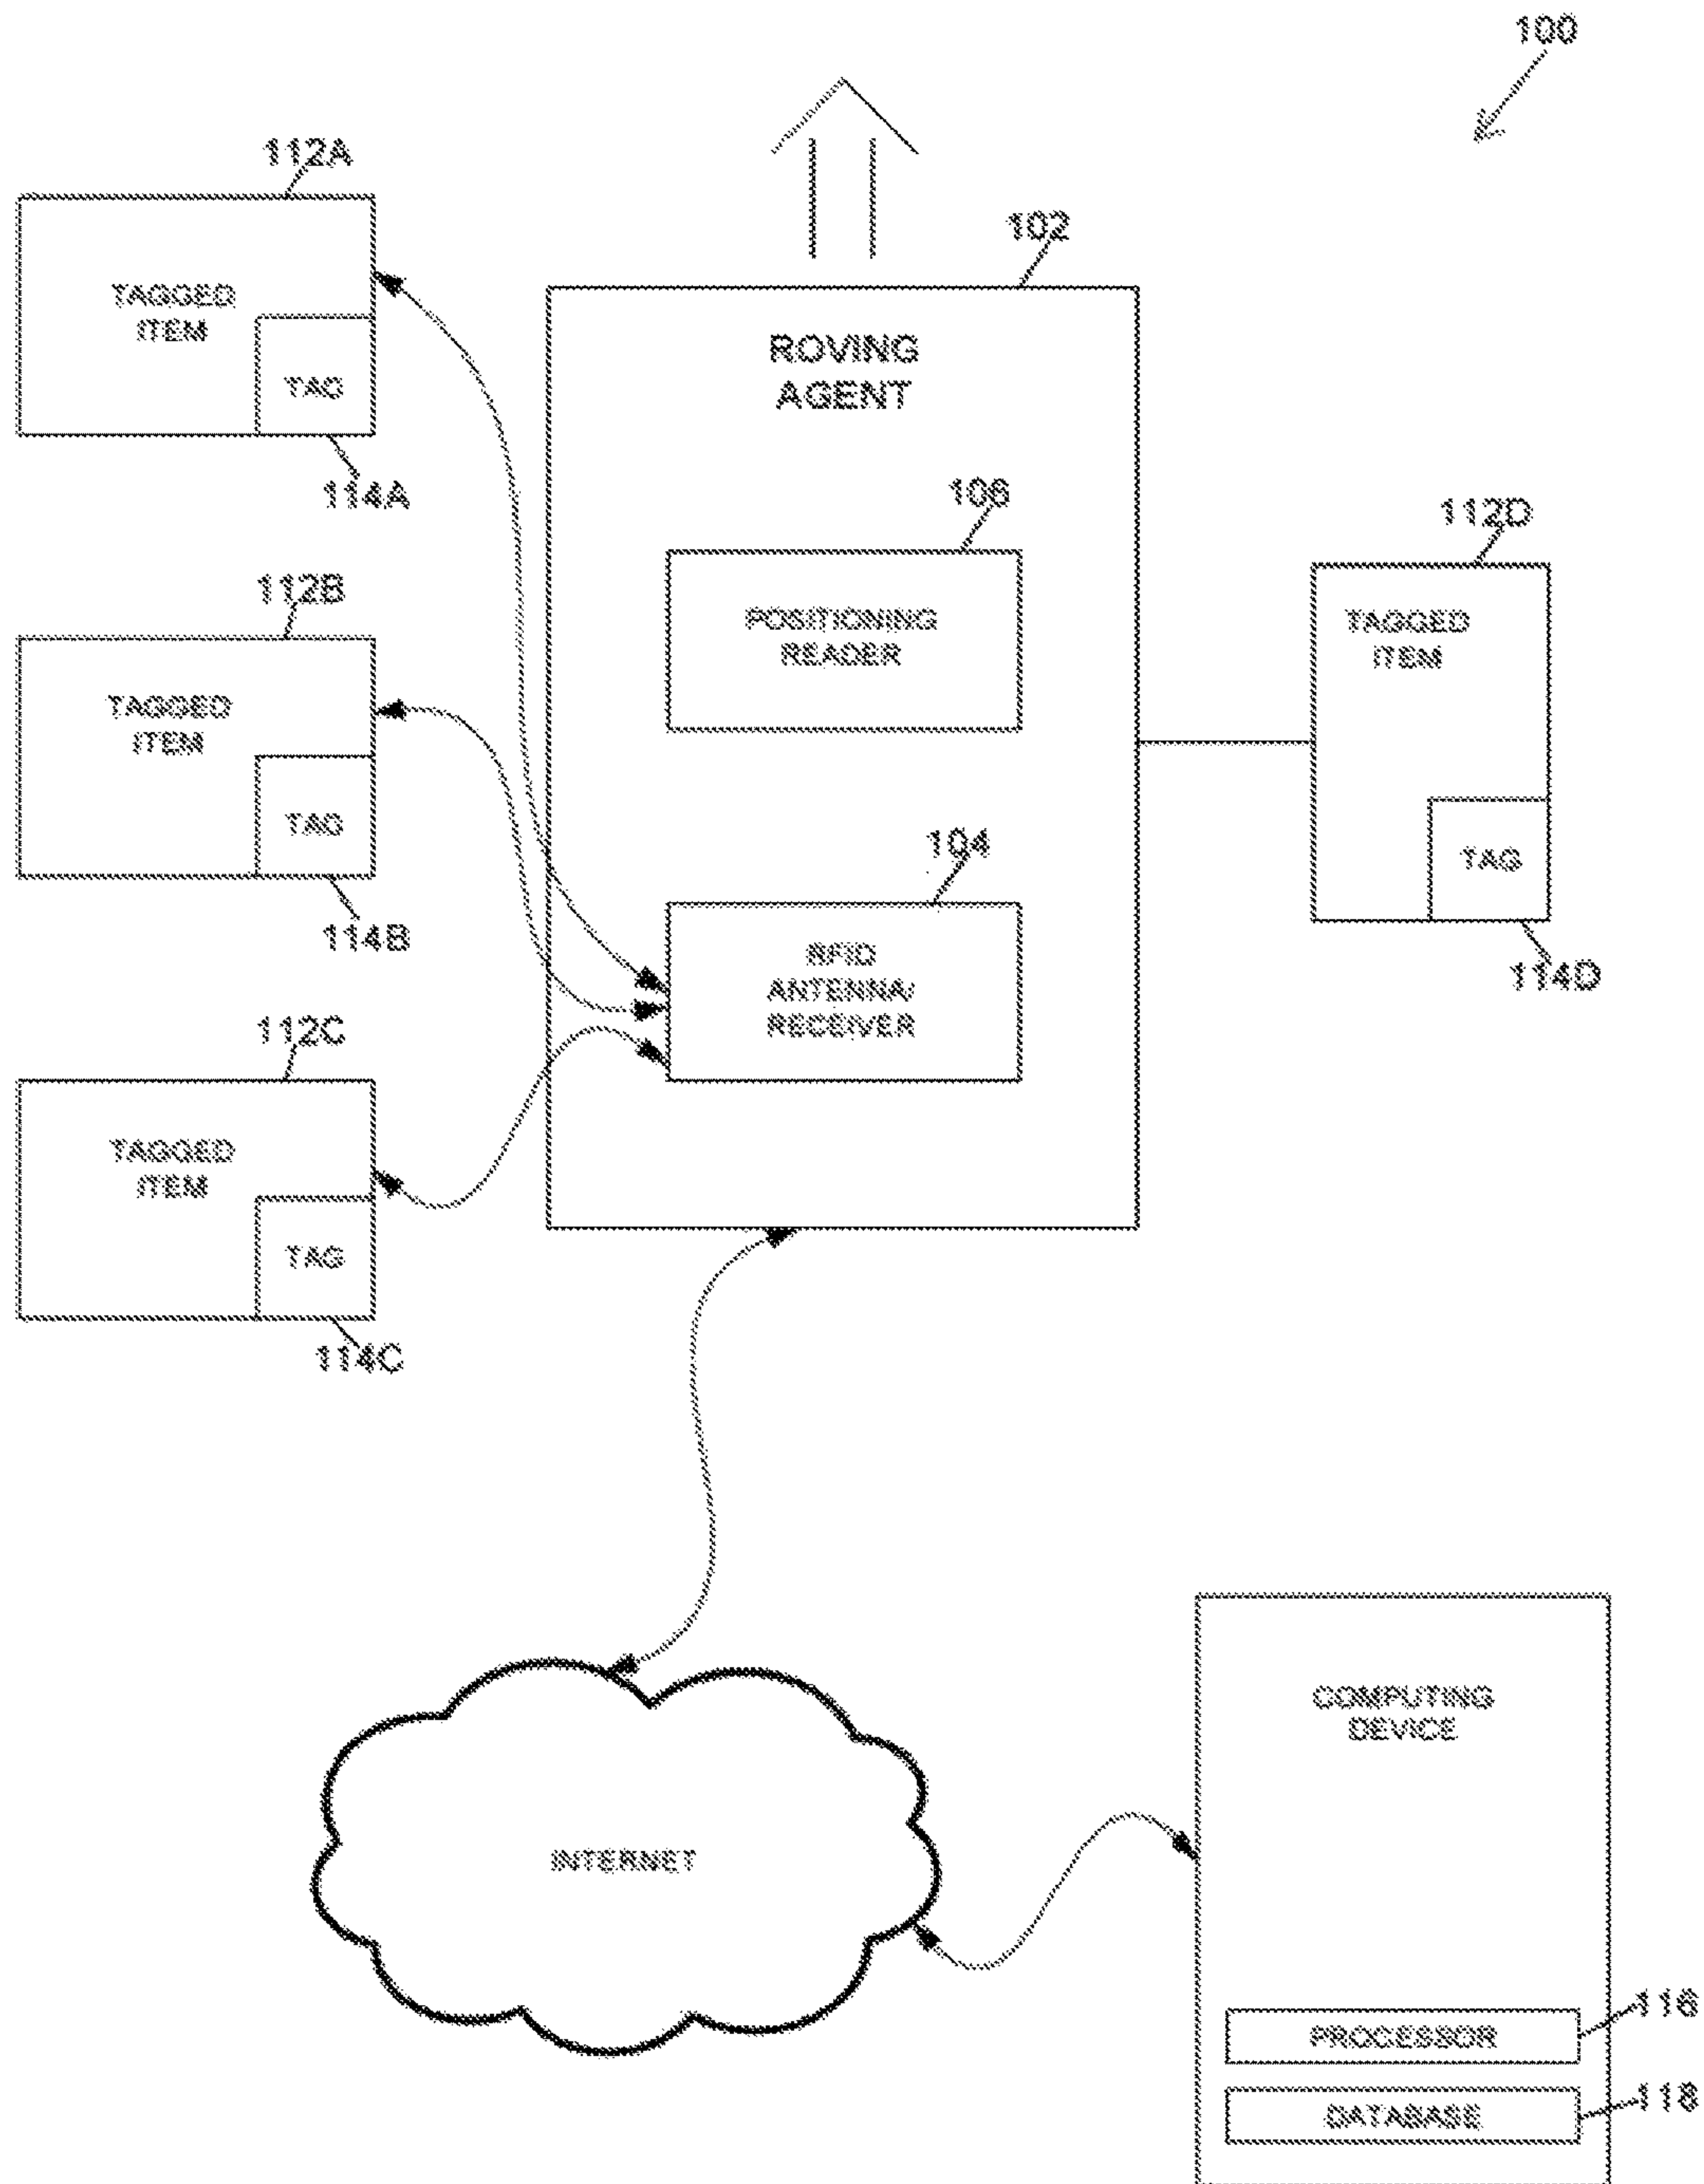 100
112A
TAGGED
ITEM
TAG
114A
102
ROVING
AGENT
106
POSITIONING
READER
104
RFID
ANTENNA/
RECEIVER
112B
TAGGED
ITEM
TAG
114B
112C
TAGGED
ITEM
TAG
114C
112D
TAGGED
ITEM
TAG
114D
INTERNET
COMPUTING
DEVICE
PROCESSOR
116
DATABASE
118